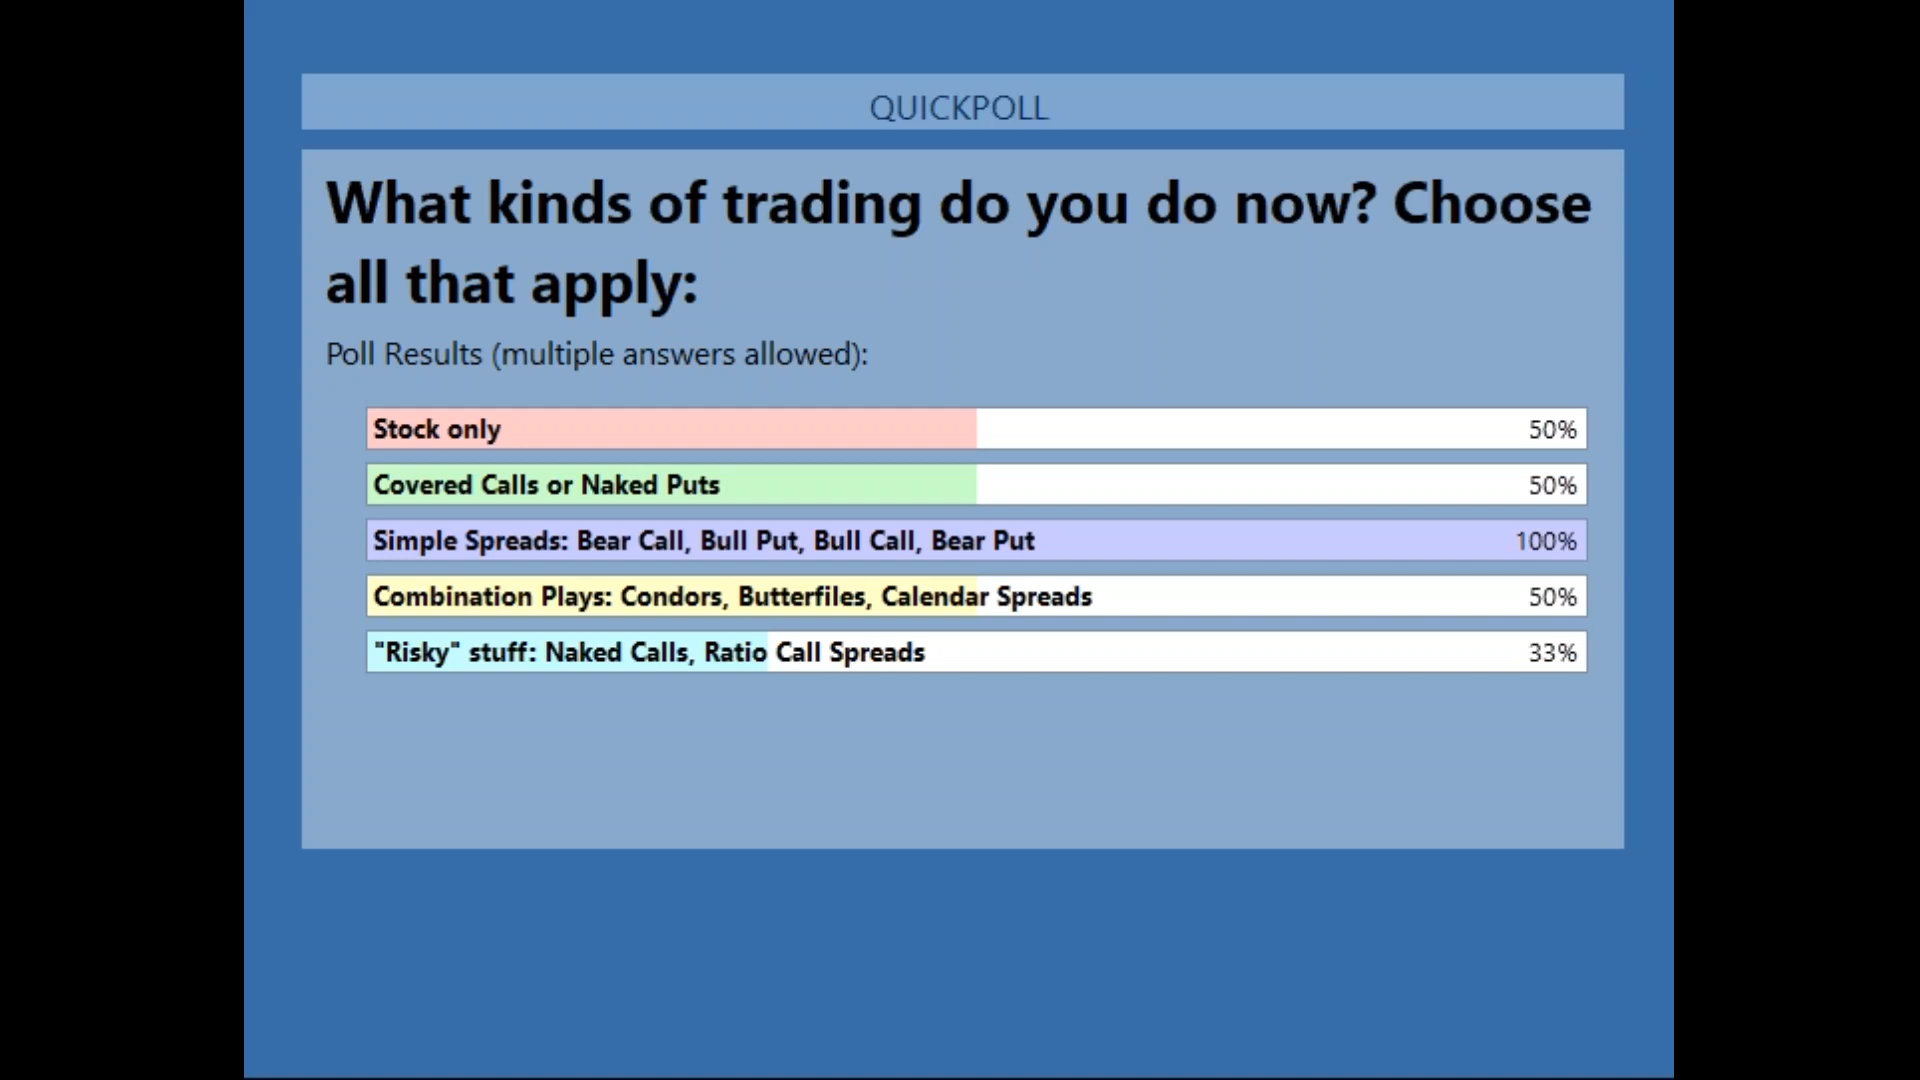 QUICKPOLL
What kinds of trading do you do now? Choose
all that apply:
Poll Results (multiple answers allowed):
Stock only 50%
Covered Calls or Naked Puts 50%
Simple Spreads: Bear Call, Bull Put, Bull Call, Bear Put 100%
Combination Plays: Condors, Butterfiles, Calendar Spreads 50%
"Risky" stuff: Naked Calls, Ratio Call Spreads 33%